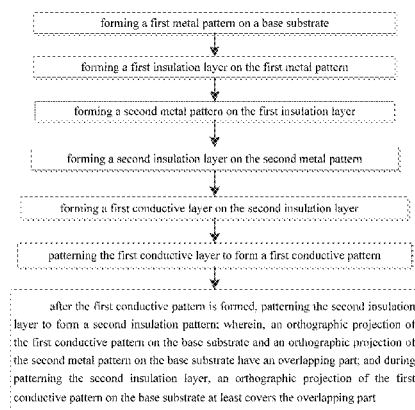 forming a first metal pattern on a base substrate
forming a first insulation layer on the first metal pattern
forming a second metal pattern on the first insulation layer
forming a second insulation layer on the second metal pattern
forming a first conductive layer on the second insulation layer
patterning the first conductive layer to form a first conductive pattern
after the first conductive pattern is formed, patterning the second insulation
layer to form a second insulation pattern; wherein, an orthographic projection of
the first conductive pattern on the base substrate and an orthographic projection of
the second metal pattern on the base substrate have an overlapping part; and during
patterning the second insulation layer, an orthographic projection of the first
conductive pattern on the base substrate at least covers the overlapping part